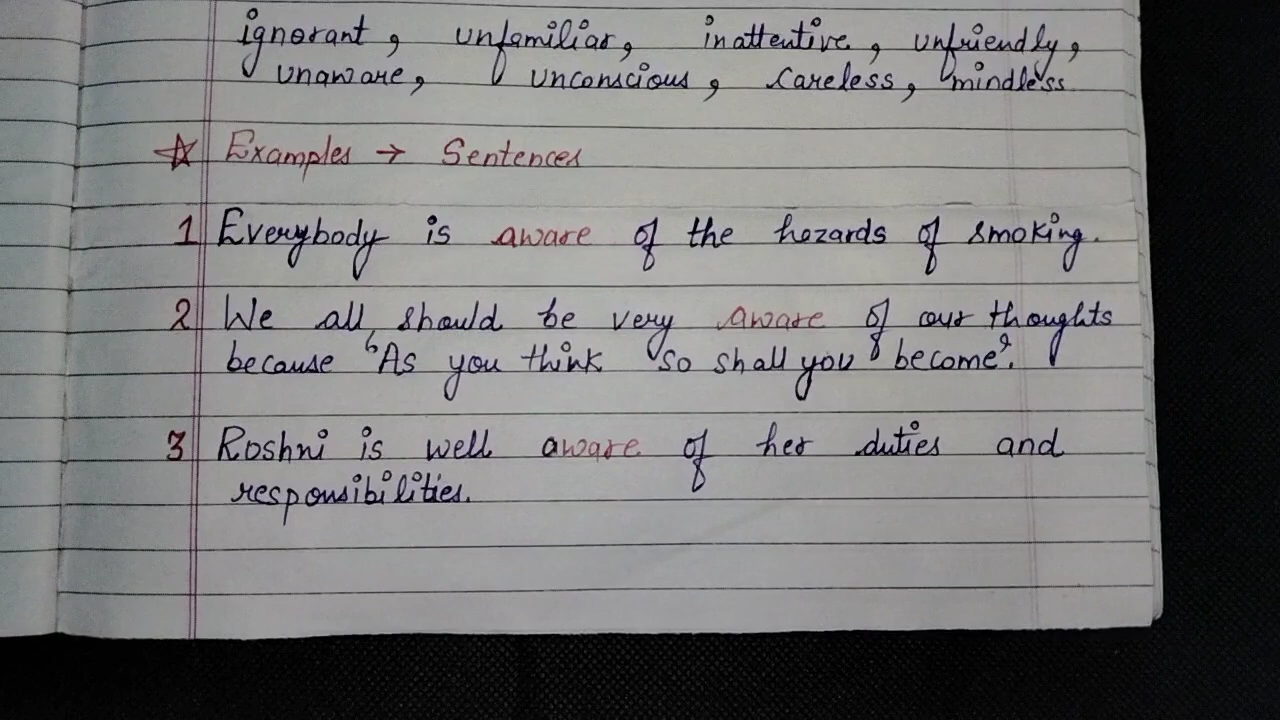 ignorant, unfamiliar, inattentive, unfriendly,
unaware, unconscious, careless, mindless
☆ Examples → Sentences
1 Everybody is aware of the hazards of smoking.
2 We all should be very aware of our thoughts
because ‘As you think so shall you become’.
3 Roshni is well aware of her duties and
responsibilities.